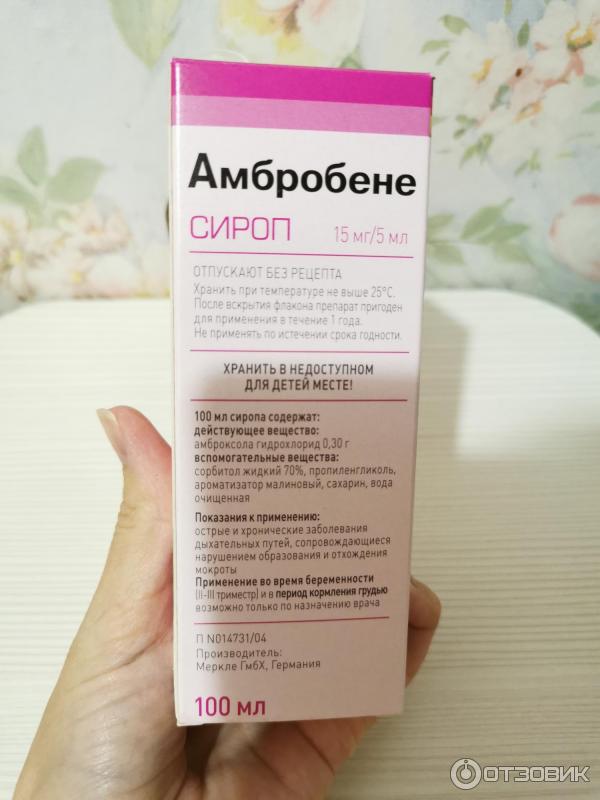 Амбробене
СИРОП 15 мг/5 мл
ОТПУСКАЮТ БЕЗ РЕЦЕПТА
Хранить при температуре не выше 25°С.
После вскрытия флакона препарат пригоден
для применения в течение 1 года.
Не применять по истечении срока годности.
ХРАНИТЬ В НЕДОСТУПНОМ
ДЛЯ ДЕТЕЙ МЕСТЕ!
100 мл сиропа содержат:
действующее вещество:
амброксола гидрохлорид 0,30 г
вспомогательные вещества:
сорбитол жидкий 70%, пропиленгликоль,
ароматизатор малиновый, сахарин, вода
очищенная
Показания к применению:
острые и хронические заболевания
дыхательных путей, сопровождающиеся
нарушением образования и отхождения
мокроты
Применение во время беременности
(II-III триместр) и в период кормления грудью
возможно только по назначению врача
П N014731/04
Производитель:
Меркле ГмбХ, Германия
100 мл
ОТЗОВИК